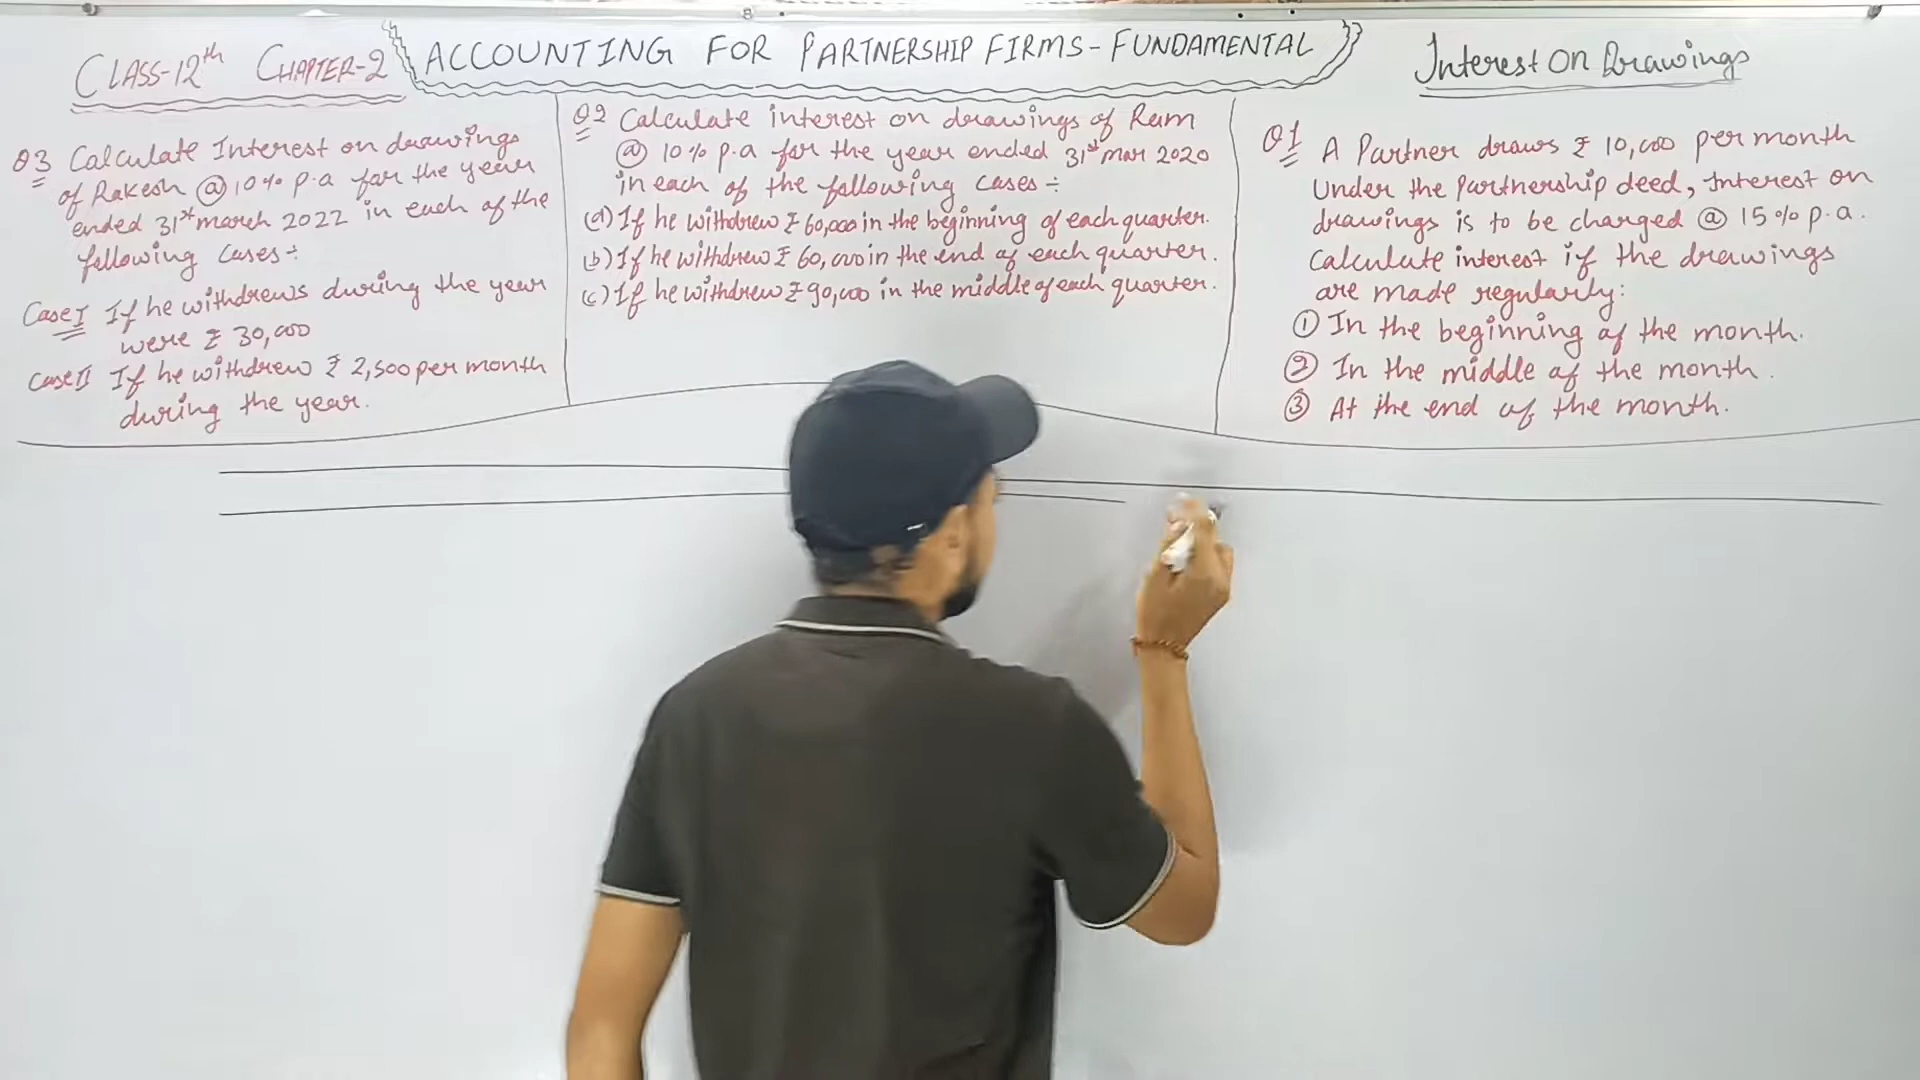 CLASS-12th CHAPTER-2
ACCOUNTING FOR PARTNERSHIP FIRMS-FUNDAMENTAL
Interest On Drawings
Q3 Calculate Interest on drawings
of Rakesh @ 10% p.a for the year
ended 31st march 2022 in each of the
following cases÷
Case I If he withdrews during the year
were ₹ 30,000
Case II If he withdrew ₹ 2,500 per month
during the year.
Q2 Calculate interest on drawings of Ram
@ 10% p.a for the year ended 31st Mar 2020
in each of the following cases ÷
(a) If he withdrew ₹ 60,000 in the beginning of each quarter.
(b) If he withdrew ₹ 60,000 in the end of each quarter.
(c) If he withdrew ₹ 90,000 in the middle of each quarter.
Q1 A Partner draws ₹ 10,000 per month
Under the Partnership deed, Interest on
drawings is to be charged @ 15% p.a.
Calculate interest if the drawings
are made regularly:
① In the beginning of the month.
② In the middle of the month.
③ At the end of the month.